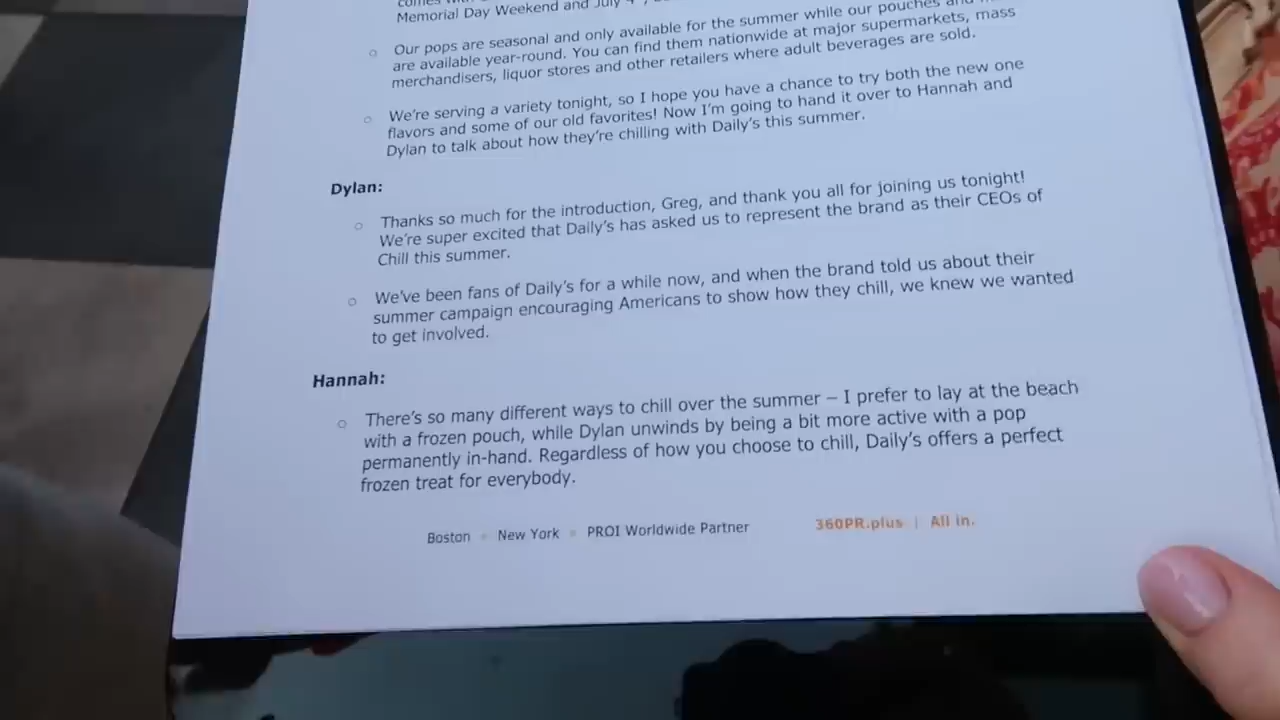 Memorial Day Weekend and July 4
○ Our pops are seasonal and only available for the summer while our pouches and
are available year-round. You can find them nationwide at major supermarkets, mass
merchandisers, liquor stores and other retailers where adult beverages are sold.
○ We're serving a variety tonight, so I hope you have a chance to try both the new one
flavors and some of our old favorites! Now I'm going to hand it over to Hannah and
Dylan to talk about how they're chilling with Daily's this summer.
Dylan:
○ Thanks so much for the introduction, Greg, and thank you all for joining us tonight!
We're super excited that Daily's has asked us to represent the brand as their CEOs of
Chill this summer.
○ We've been fans of Daily's for a while now, and when the brand told us about their
summer campaign encouraging Americans to show how they chill, we knew we wanted
to get involved.
Hannah:
○ There's so many different ways to chill over the summer – I prefer to lay at the beach
with a frozen pouch, while Dylan unwinds by being a bit more active with a pop
permanently in-hand. Regardless of how you choose to chill, Daily's offers a perfect
frozen treat for everybody.
Boston • New York • PROI Worldwide Partner 360PR.plus | All in.